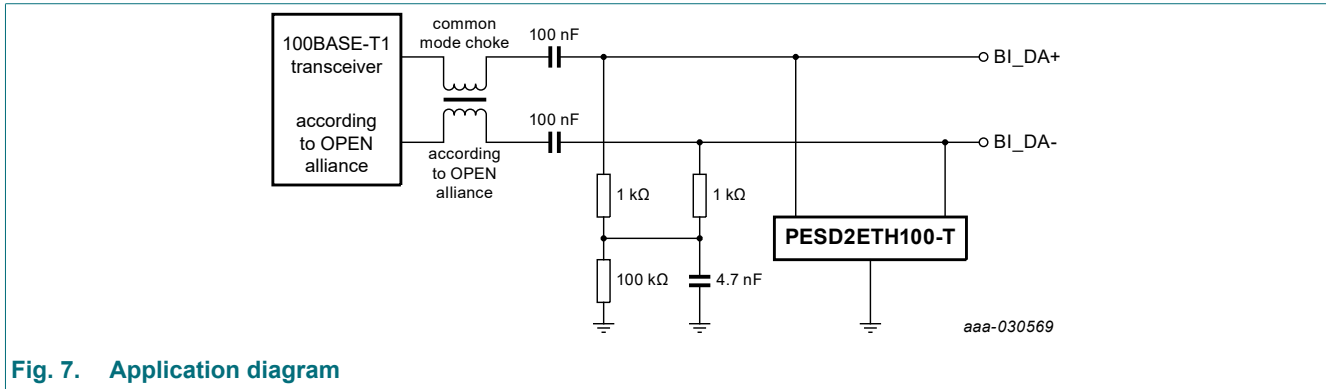 100BASE-T1
transceiver
according
to OPEN
alliance
common
mode choke
according
to OPEN
alliance
100 nF
100 nF
BI_DA+
BI_DA-
1 kΩ
1 kΩ
100 kΩ
4.7 nF
PESD2ETH100-T
aaa-030569
Fig. 7. Application diagram